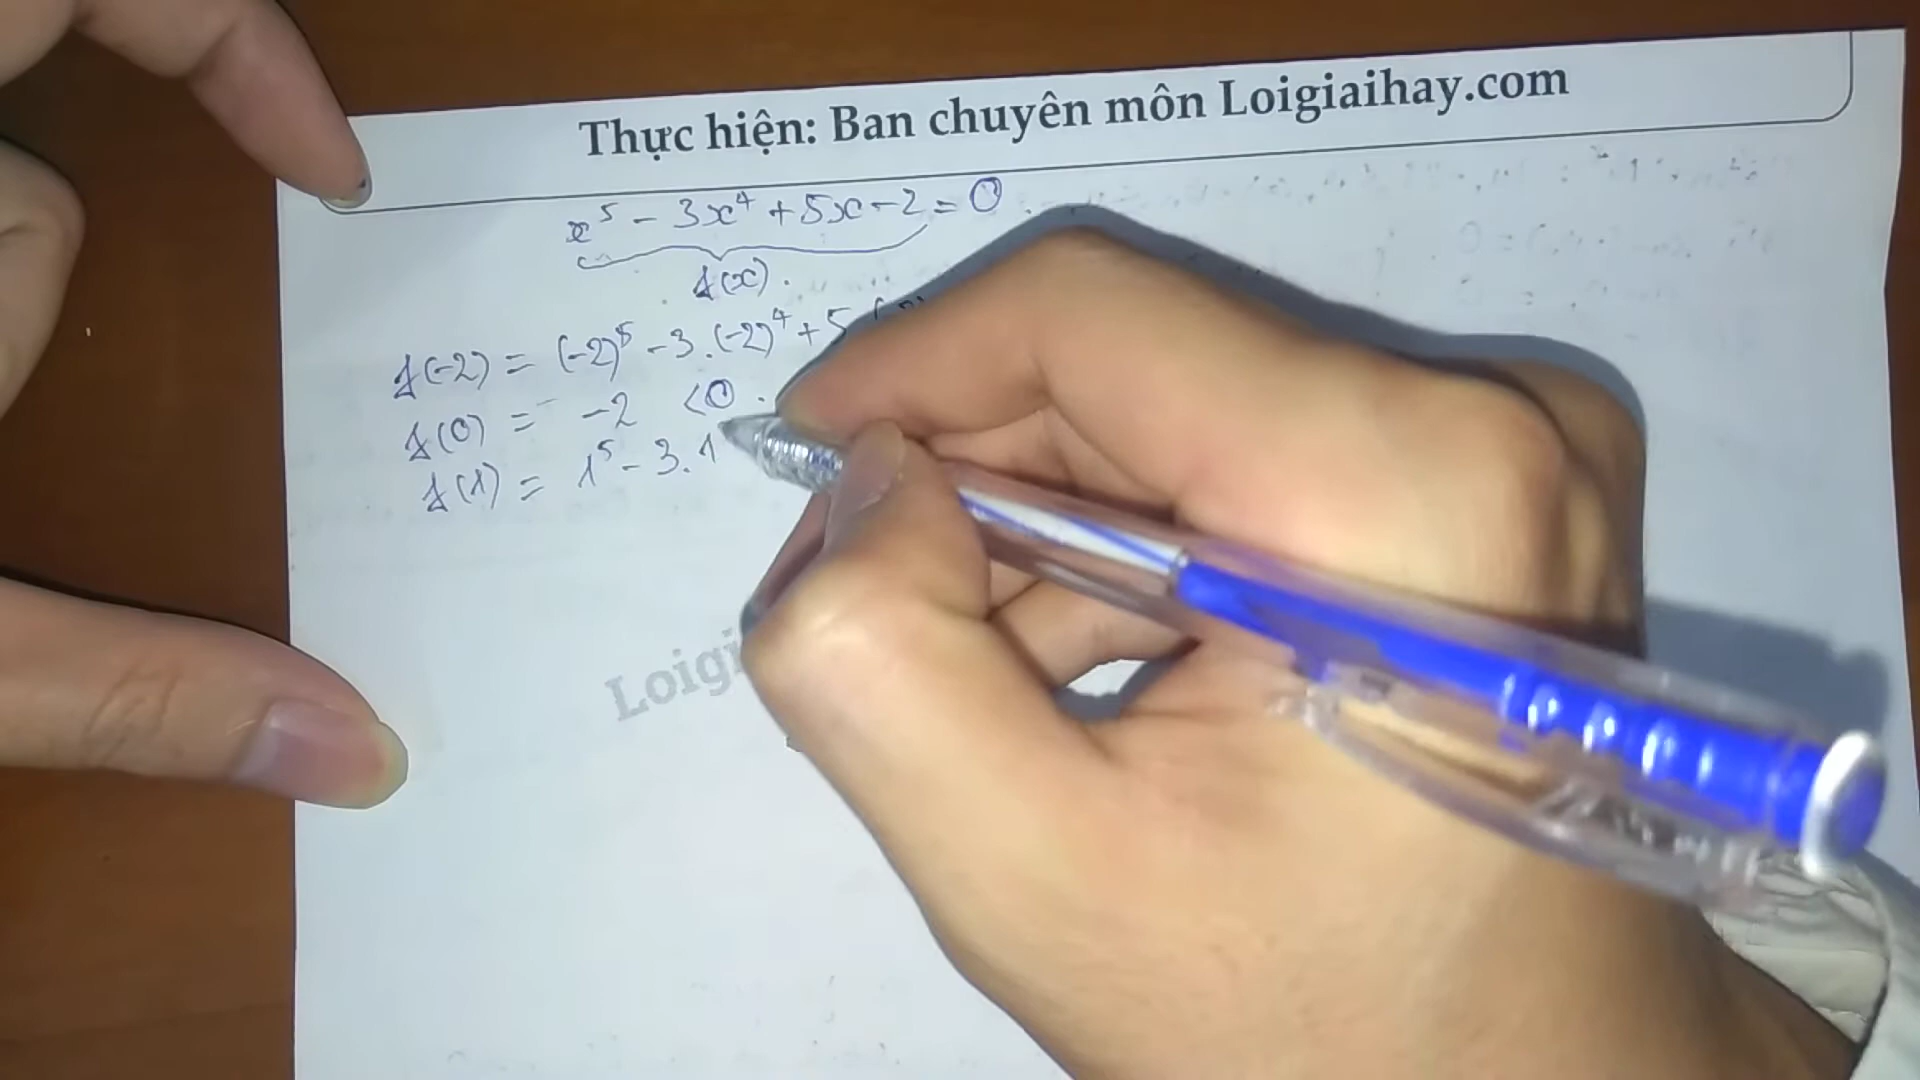 Thực hiện: Ban chuyên môn Loigiaihay.com
x⁵ - 3x⁴ + 5x - 2 = 0
f(x).
f(-2) = (-2)⁵ - 3.(-2)⁴ + 5
f(0) = -2 < 0.
f(1) = 1⁵ - 3.1
Loigi